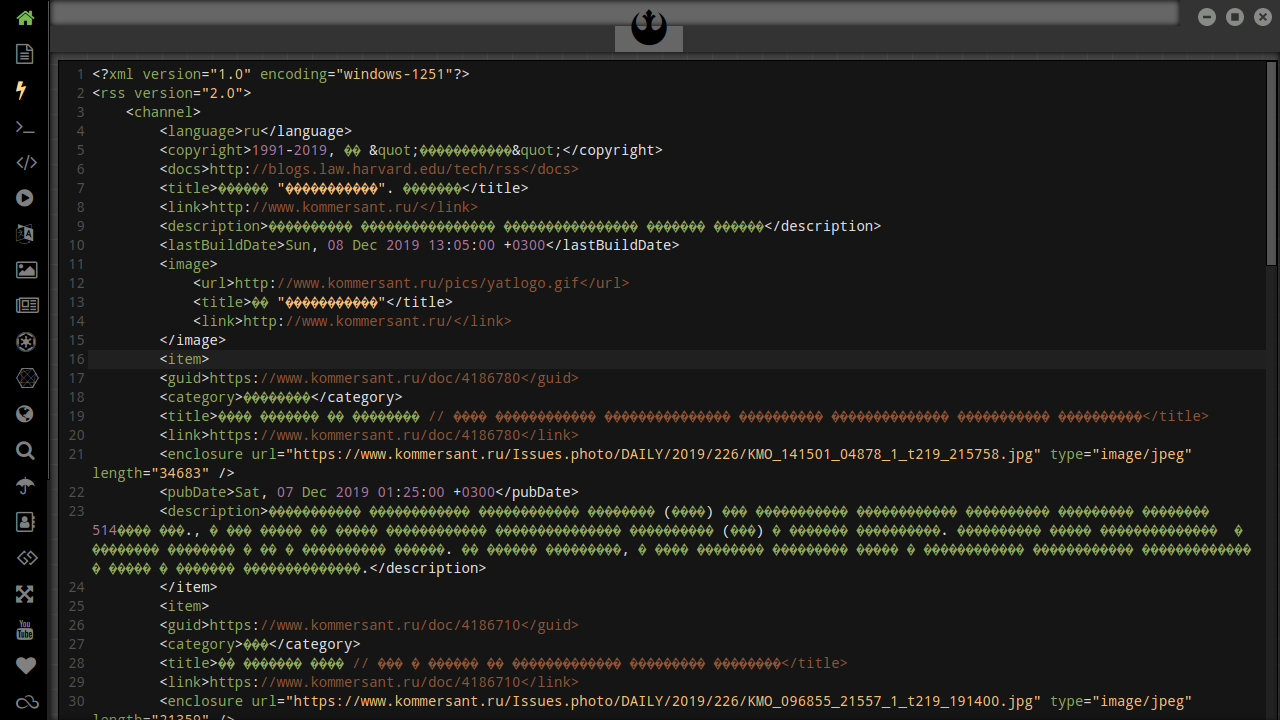 1 <?xml version="1.0" encoding="windows-1251"?>
2 <rss version="2.0">
3 <channel>
4 <language>ru</language>
5 <copyright>1991-2019, �� &quot;�����������&quot;</copyright>
6 <docs>http://blogs.law.harvard.edu/tech/rss</docs>
7 <title>������ "�����������". �������</title>
8 <link>http://www.kommersant.ru/</link>
9 <description>���������� ���������������� ���������������� ������� ������</description>
10 <lastBuildDate>Sun, 08 Dec 2019 13:05:00 +0300</lastBuildDate>
11 <image>
12 <url>http://www.kommersant.ru/pics/yatlogo.gif</url>
13 <title>�� "�����������"</title>
14 <link>http://www.kommersant.ru/</link>
15 </image>
16 <item>
17 <guid>https://www.kommersant.ru/doc/4186780</guid>
18 <category>��������</category>
19 <title>���� ������� �� �������� // ���� ������������ ��������������� ���������� �������������� ����������� ����������</title>
20 <link>https://www.kommersant.ru/doc/4186780</link>
21 <enclosure url="https://www.kommersant.ru/Issues.photo/DAILY/2019/226/KMO_141501_04878_1_t219_215758.jpg" type="image/jpeg"
length="34683" />
22 <pubDate>Sat, 07 Dec 2019 01:25:00 +0300</pubDate>
23 <description>����������� ������������ ������������ �������� (����) ��� ����������� ������������ ���������� ��������� ��������
514���� ���., � ��� ����� �� ����� ������������ ��������������� ���������� (���) � ������� ����������. ���������� ����� �������������� �
�������� �������� � �� � ���������� ������. �� ������ ���������, � ���� �������� ��������� ����� � ������������ ������������ �������������
� ����� � ������� ��������������.</description>
24 </item>
25 <item>
26 <guid>https://www.kommersant.ru/doc/4186710</guid>
27 <category>���</category>
28 <title>�� ������� ���� // ��� � ������ �� ������������� ��������� ��������</title>
29 <link>https://www.kommersant.ru/doc/4186710</link>
30 <enclosure url="https://www.kommersant.ru/Issues.photo/DAILY/2019/226/KMO_096855_21557_1_t219_191400.jpg" type="image/jpeg"
length="21359" />